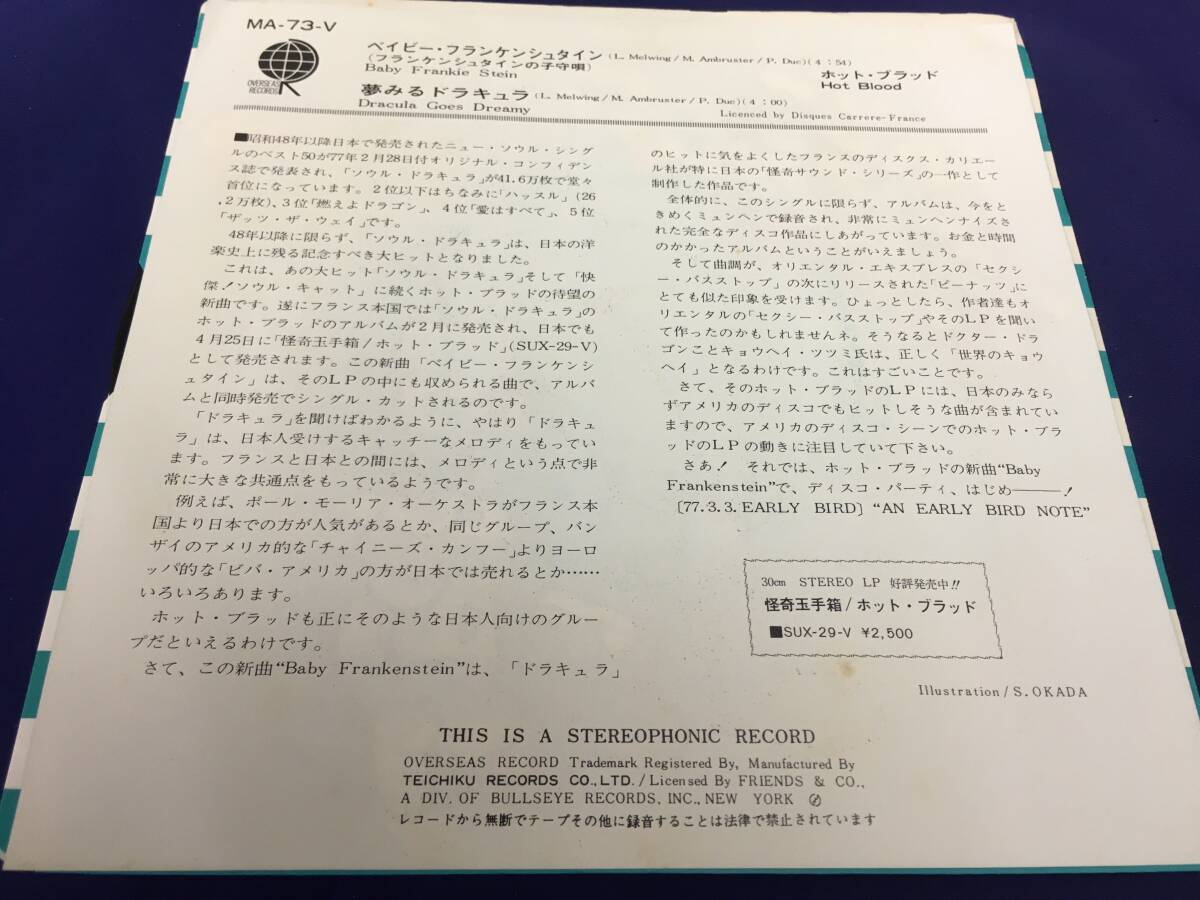 MA-73-V
OVERSEAS
RECORDS
ベイビー・フランケンシュタイン (L. Melwing/M. Ambruster/P. Duc)(4:54)
(フランケンシュタインの子守唄)
Baby Frankie Stein
ホット・ブラッド
Hot Blood
夢みるドラキュラ (L. Melwing/M. Ambruster/P. Duc)(4:00)
Dracula Goes Dreamy
Licenced by Disques Carrere-France
■昭和48年以降日本で発売されたニュー・ソウル・シング
ルのベスト50が77年2月28日付オリジナル・コンフィデン
ス誌で発表され、「ソウル・ドラキュラ」が41.6万枚で堂々
首位になっています。2位以下はちなみに「ハッスル」(26
.2万枚)、3位「燃えよドラゴン」、4位「愛はすべて」、5位
「ザッツ・ザ・ウェイ」です。
48年以降に限らず、「ソウル・ドラキュラ」は、日本の洋
楽史上に残る記念すべき大ヒットとなりました。
これは、あの大ヒット「ソウル・ドラキュラ」そして「快
傑!ソウル・キャット」に続くホット・ブラッドの待望の
新曲です。遂にフランス本国では「ソウル・ドラキュラ」の
ホット・ブラッドのアルバムが2月に発売され、日本でも
4月25日に「怪奇玉手箱/ホット・ブラッド」(SUX-29-V)
として発売されます。この新曲「ベイビー・フランケンシ
ュタイン」は、そのLPの中にも収められる曲で、アルバ
ムと同時発売でシングル・カットされるのです。
「ドラキュラ」を聞けばわかるように、やはり「ドラキュ
ラ」は、日本人受けするキャッチーなメロディをもってい
ます。フランスと日本との間には、メロディという点で非
常に大きな共通点をもっているようです。
例えば、ポール・モーリア・オーケストラがフランス本
国より日本での方が人気があるとか、同じグループ、バン
ザイのアメリカ的な「チャイニーズ・カンフー」よりヨーロ
ッパ的な「ビバ・アメリカ」の方が日本では売れるとか……
いろいろあります。
ホット・ブラッドも正にそのような日本人向けのグルー
プだといえるわけです。
さて、この新曲“Baby Frankenstein”は、「ドラキュラ」
のヒットに気をよくしたフランスのディスクス・カリエー
ル社が特に日本の「怪奇サウンド・シリーズ」の一作として
制作した作品です。
全体的に、このシングルに限らず、アルバムは、今をと
きめくミュンヘンで録音され、非常にミュンヘンナイズさ
れた完全なディスコ作品にしあがっています。お金と時間
のかかったアルバムということがいえましょう。
そして曲調が、オリエンタル・エキスプレスの「セクシ
ー・バスストップ」の次にリリースされた「ピーナッツ」に
とても似た印象を受けます。ひょっとしたら、作者達もオ
リエンタルの「セクシー・バスストップ」やそのLPを聞い
て作ったのかもしれませんネ。そうなるとドクター・ドラ
ゴンことキョウヘイ・ツツミ氏は、正しく「世界のキョウ
ヘイ」となるわけです。これはすごいことです。
さて、そのホット・ブラッドのLPには、日本のみなら
ずアメリカのディスコでもヒットしそうな曲が含まれてい
ますので、アメリカのディスコ・シーンでのホット・ブラ
ッドのLPの動きに注目していて下さい。
さあ! それでは、ホット・ブラッドの新曲“Baby
Frankenstein”で、ディスコ・パーティ、はじめ――!
[77.3.3. EARLY BIRD] “AN EARLY BIRD NOTE”
30cm STEREO LP 好評発売中!!
怪奇玉手箱/ホット・ブラッド
■SUX-29-V ¥2,500
Illustration/S.OKADA
THIS IS A STEREOPHONIC RECORD
OVERSEAS RECORD Trademark Registered By, Manufactured By
TEICHIKU RECORDS CO., LTD./Licensed By FRIENDS & CO.,
A DIV. OF BULLSEYE RECORDS, INC., NEW YORK
レコードから無断でテープその他に録音することは法律で禁止されています